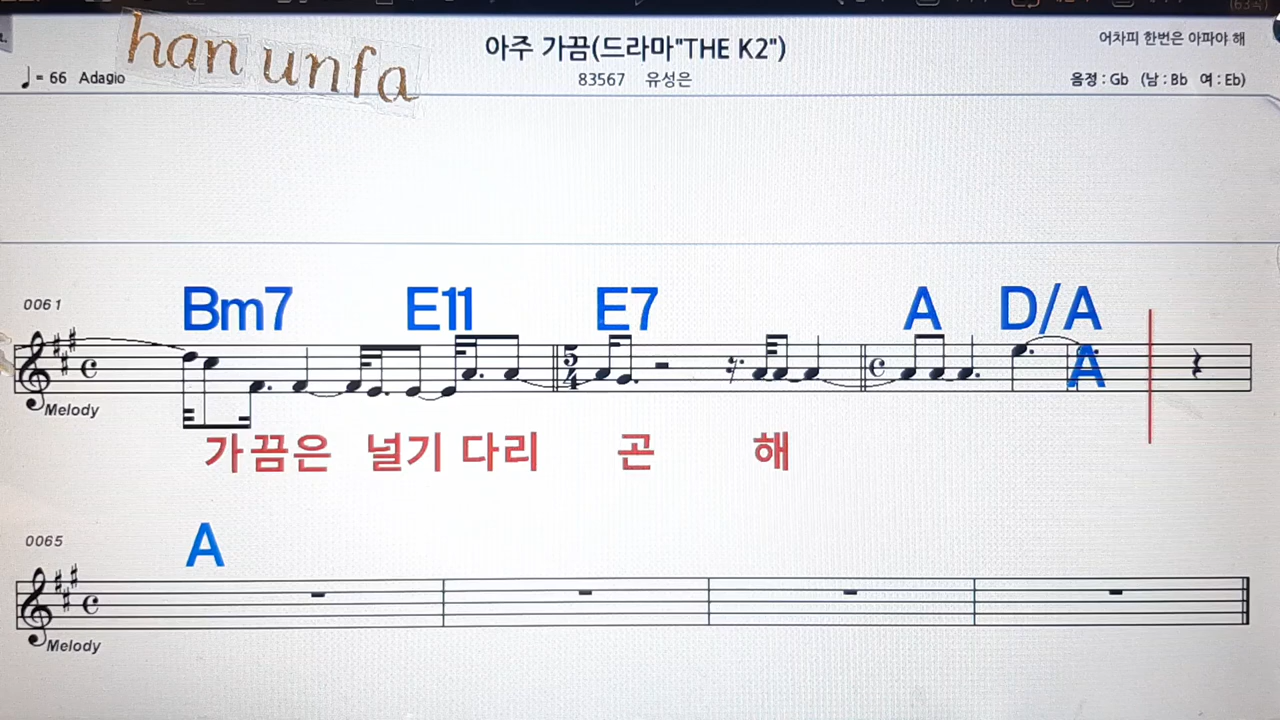 han unfa
아주 가끔(드라마"THE K2")
어차피 한번은 아파야 해
♩= 66 Adagio
83567 유성은
음정 : Gb (남 : Bb 여 : Eb)
0061
Bm7 E11 E7 A D/A
A
Melody
가끔은 널기 다리 곤 해
0065
A
Melody